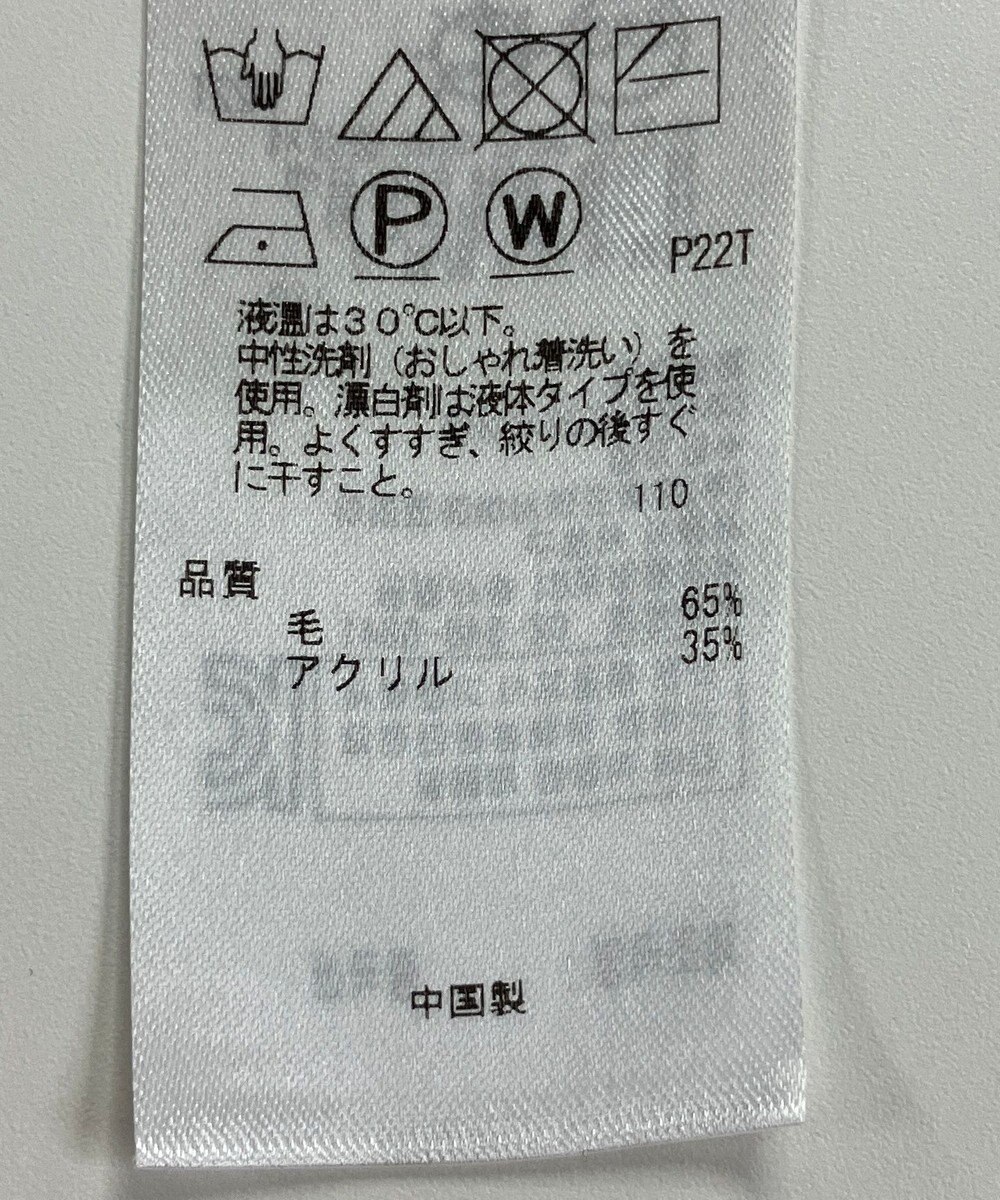 P W
P22T
液温は30℃以下。
中性洗剤(おしゃれ着洗い)を
使用。漂白剤は液体タイプを使
用。よくすすぎ、絞りの後すぐ
に干すこと。
110
品質
毛 65%
アクリル 35%
中国製